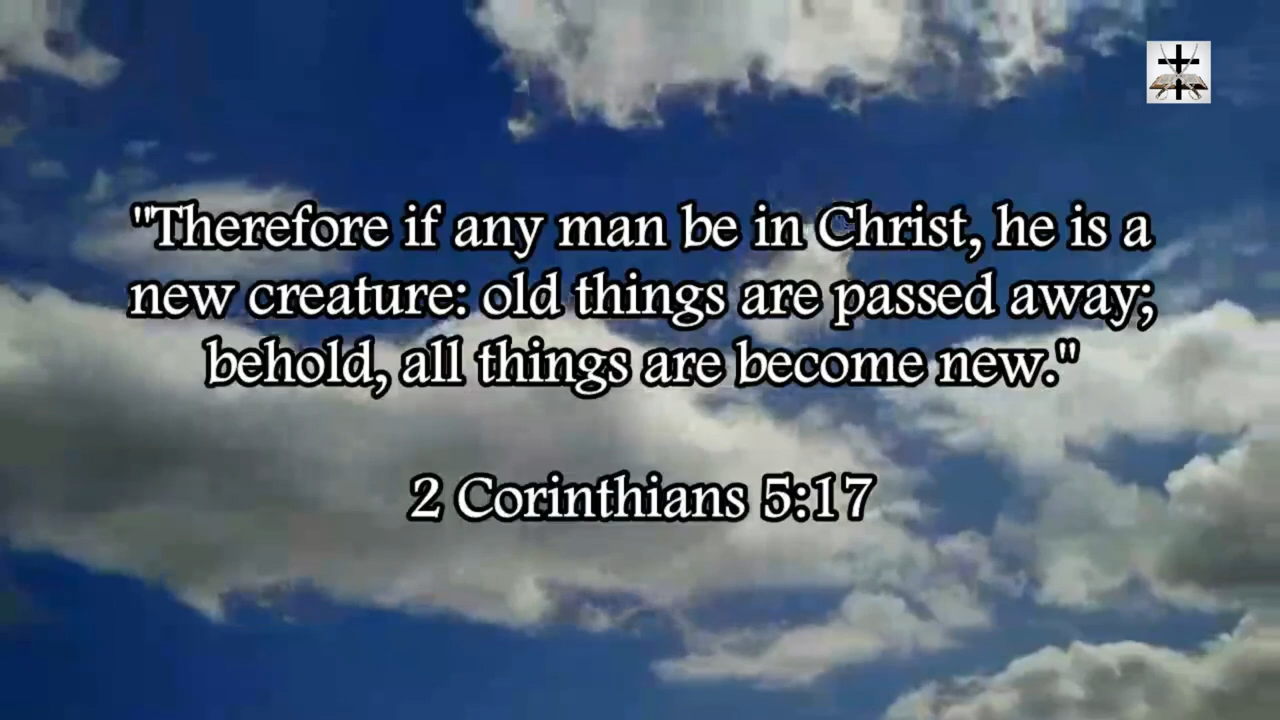 "Therefore if any man be in Christ, he is a
new creature: old things are passed away;
behold, all things are become new."
2 Corinthians 5:17